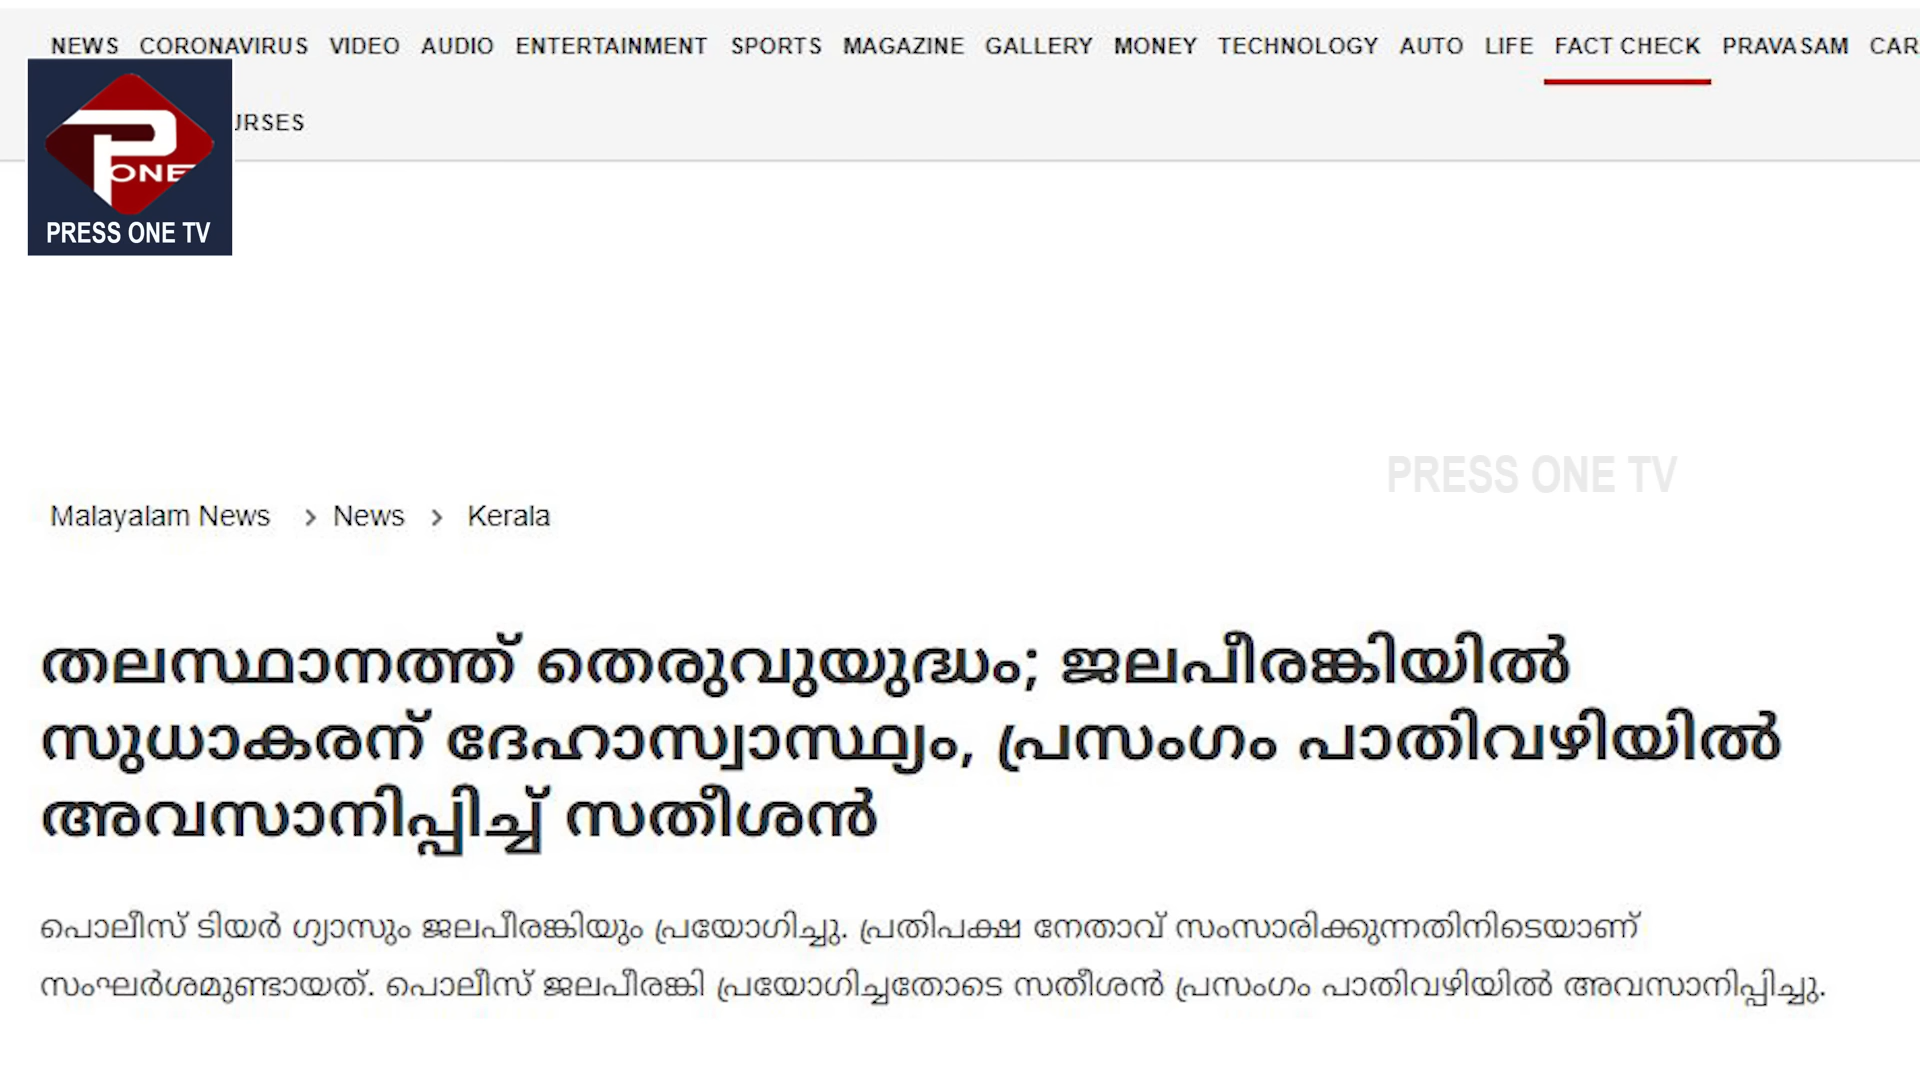 NEWS CORONAVIRUS VIDEO AUDIO ENTERTAINMENT SPORTS MAGAZINE GALLERY MONEY TECHNOLOGY AUTO LIFE FACT CHECK PRAVASAM CAR
URSES
P
ONE
PRESS ONE TV
PRESS ONE TV
Malayalam News > News > Kerala
തലസ്ഥാനത്ത് തെരുവുയുദ്ധം; ജലപീരങ്കിയിൽ
സുധാകരന് ദേഹാസ്വാസ്ഥ്യം, പ്രസംഗം പാതിവഴിയിൽ
അവസാനിപ്പിച്ച് സതീശൻ
പൊലീസ് ടിയർ ഗ്യാസും ജലപീരങ്കിയും പ്രയോഗിച്ചു. പ്രതിപക്ഷ നേതാവ് സംസാരിക്കുന്നതിനിടെയാണ്
സംഘർശമുണ്ടായത്. പൊലീസ് ജലപീരങ്കി പ്രയോഗിച്ചതോടെ സതീശൻ പ്രസംഗം പാതിവഴിയിൽ അവസാനിപ്പിച്ചു.